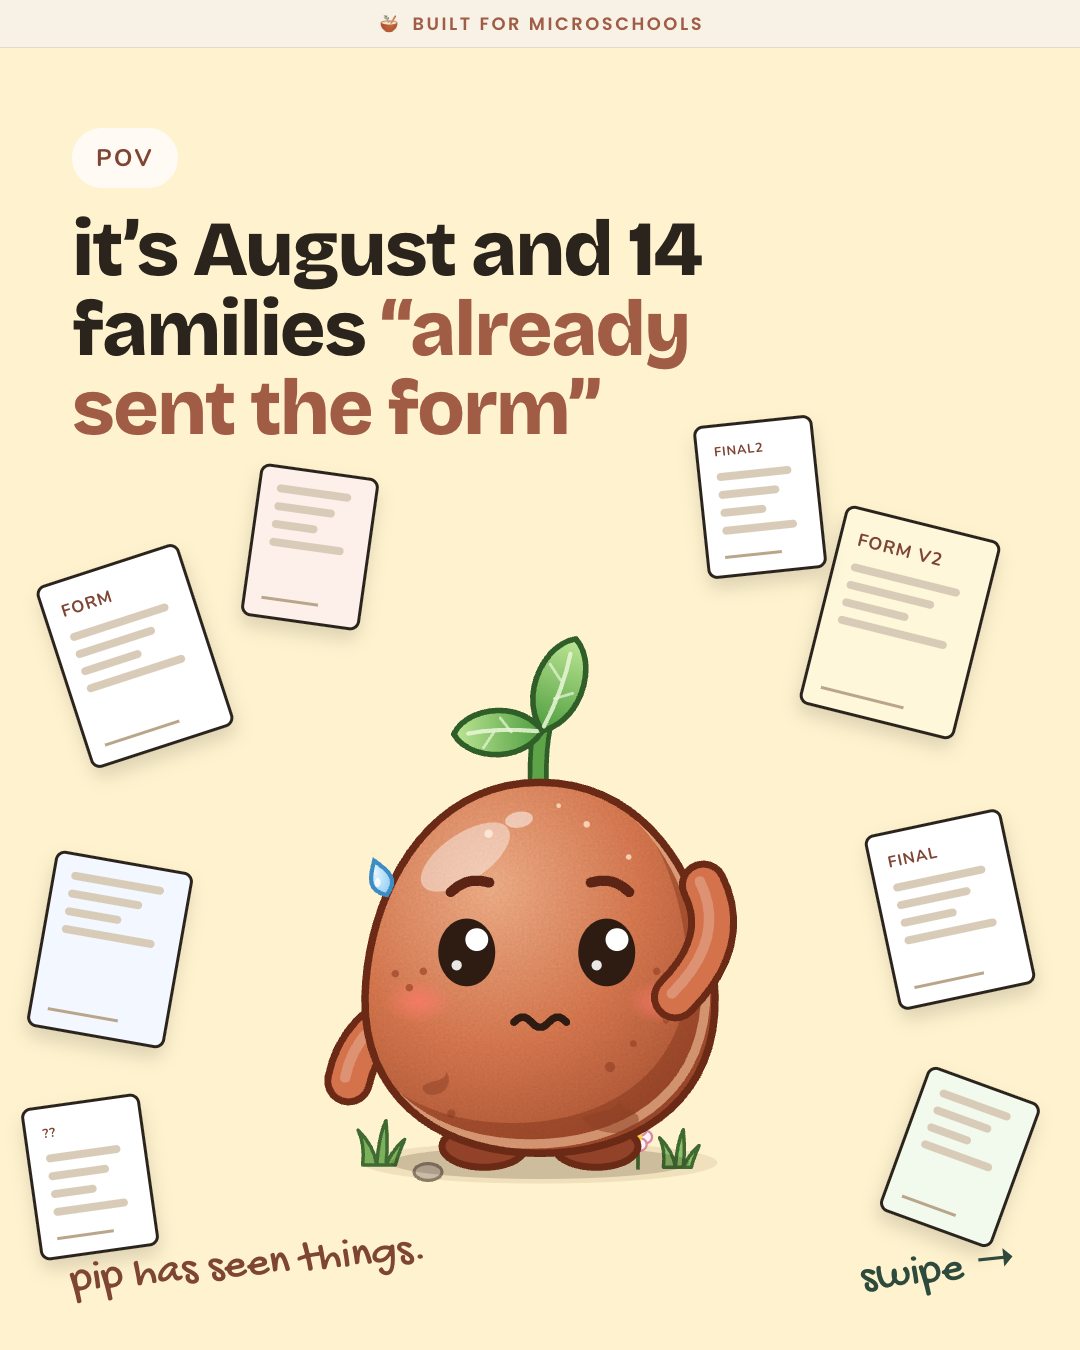 BUILT FOR MICROSCHOOLS
POV
it’s August and 14
families “already
sent the form”
FINAL2
FORM V2
FORM
FINAL
??
pip has seen things.
swipe →